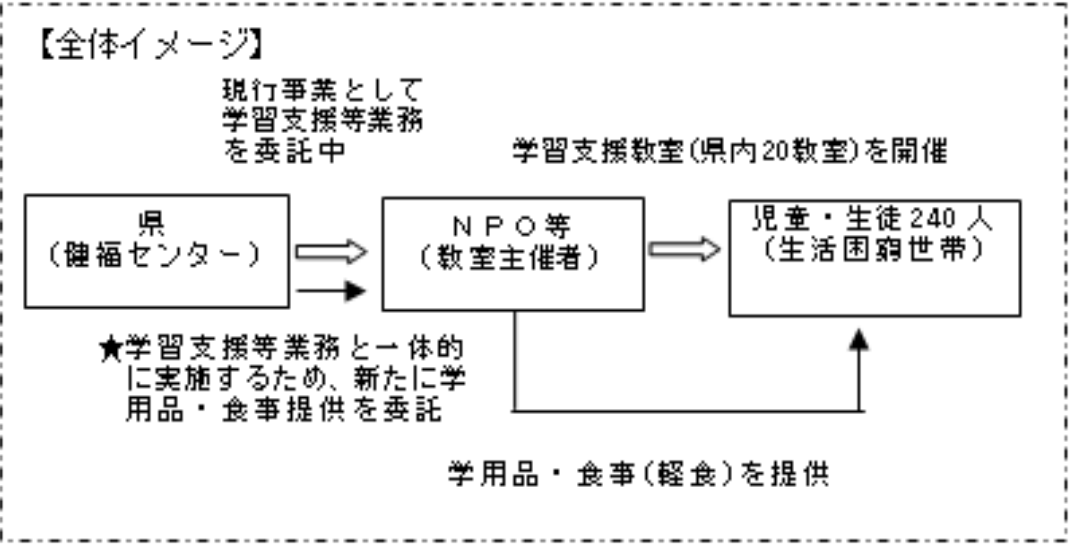 【全体イメージ】
現行事業として
学習支援等業務
を委託中
学習支援教室(県内20教室)を開催
県
(健福センター)
ＮＰＯ等
(教室主催者)
児童・生徒240人
(生活困窮世帯)
★学習支援等業務と一体的
に実施するため、新たに学
用品・食事提供を委託
学用品・食事(軽食)を提供